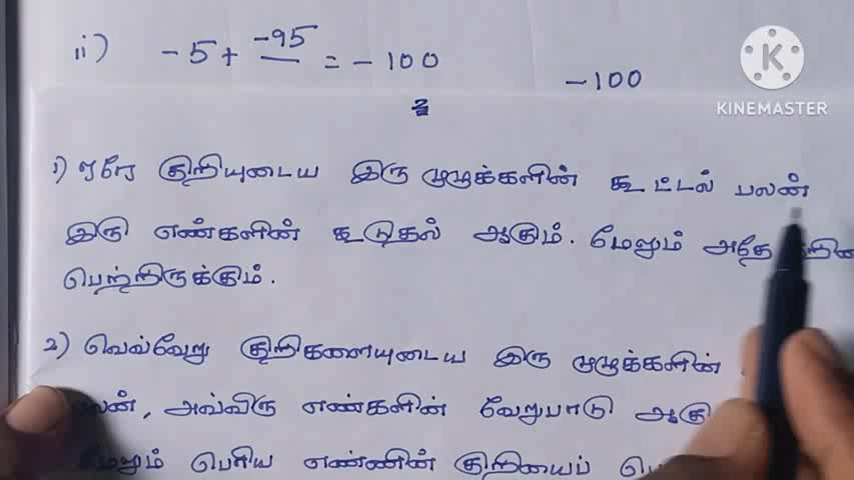 ii) -5 + -95 = - 100
-100
K
KINEMASTER
2
1) ஒரே குறியுடைய இரு முழுக்களின் கூட்டல் பலன்
இரு எண்களின் கூடுதல் ஆகும். மேலும் அதே
பெற்றிருக்கும்.
2) வெவ்வேறு குறிகளையுடைய இரு முழுக்களின்
அவ்விரு எண்களின் வேறுபாடு
மேலும் பெரிய எண்ணின் குறியைப்